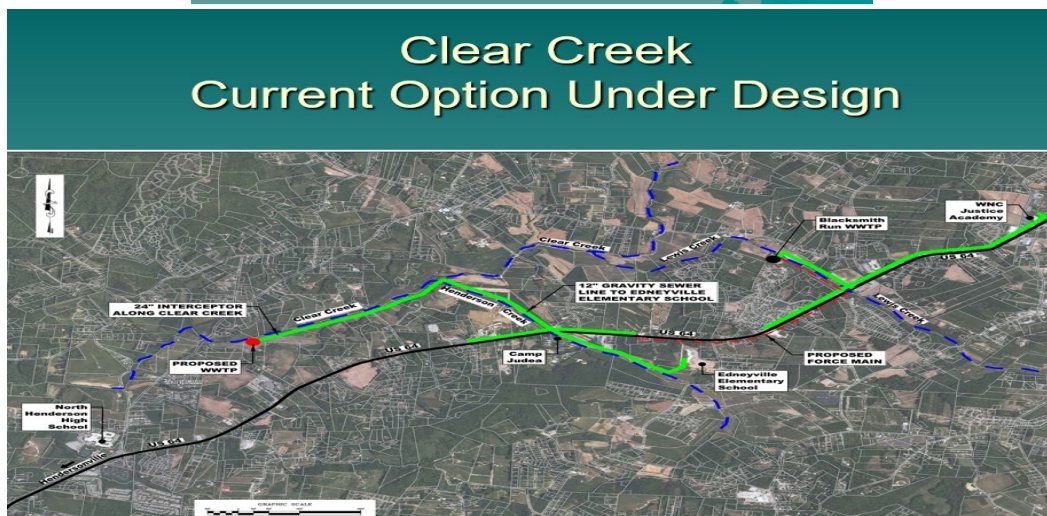 Clear Creek
Current Option Under Design
WNC
Justice
Academy
Blacksmith
Run WWTP
Clear Creek
Lewis Creek
US 64
24" INTERCEPTOR
ALONG CLEAR CREEK
Clear Creek
Henderson Creek
12" GRAVITY SEWER
LINE TO EDNEYVILLE
ELEMENTARY SCHOOL
Lewis Creek
US 64
PROPOSED
WWTP
US 64
Camp
Judea
PROPOSED
FORCE MAIN
Edneyville
Elementary
School
North
Henderson
High
School
US 64
Hendersonville
GRAPHIC SCALE